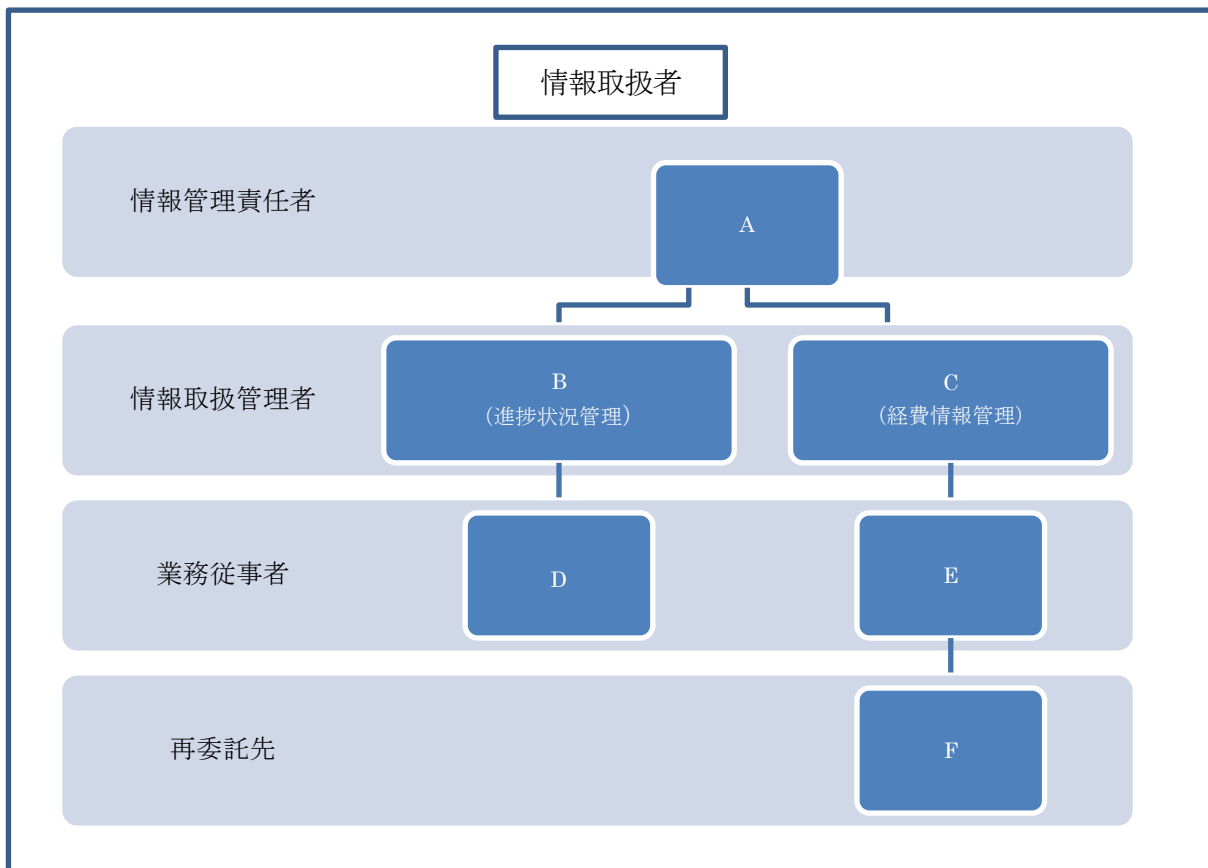 情報取扱者
情報管理責任者
A
情報取扱管理者
B
（進捗状況管理）
C
（経費情報管理）
業務従事者
D
E
再委託先
F